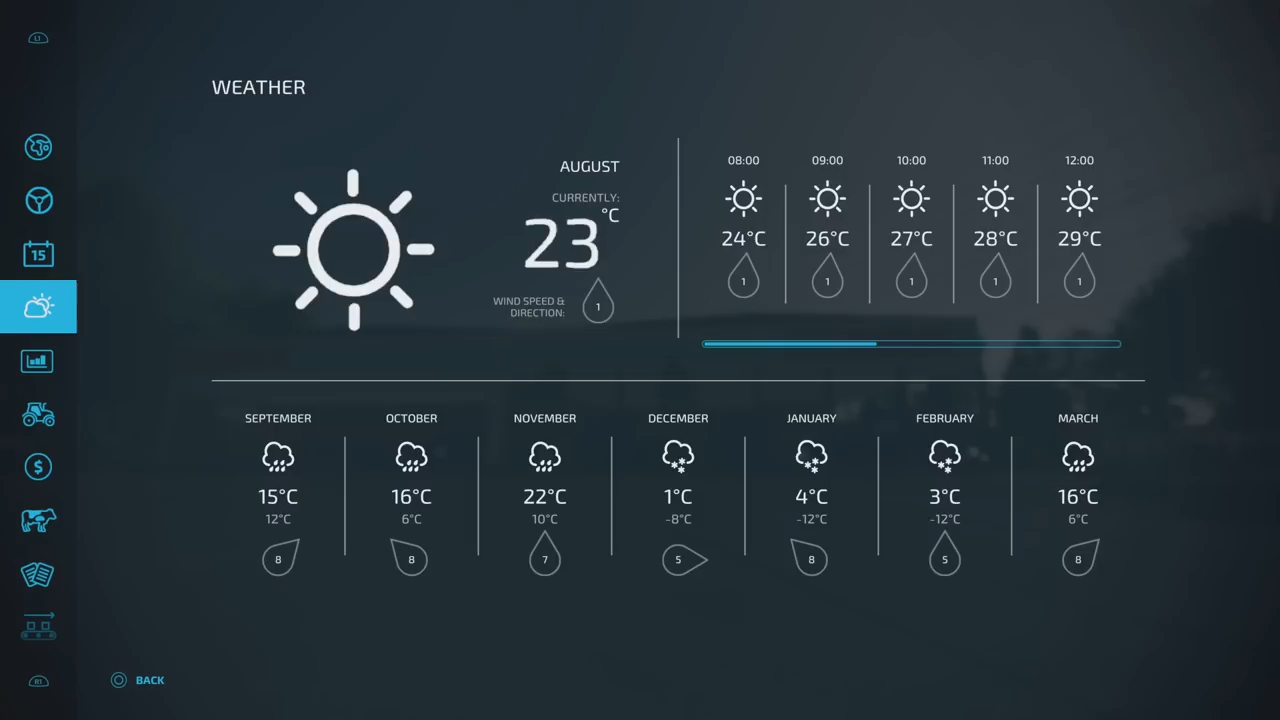 L1
WEATHER
AUGUST
CURRENTLY:
23 °C
WIND SPEED &
DIRECTION:
1
08:00 09:00 10:00 11:00 12:00
24°C 26°C 27°C 28°C 29°C
1 1 1 1 1
15
$
SEPTEMBER OCTOBER NOVEMBER DECEMBER JANUARY FEBRUARY MARCH
15°C 16°C 22°C 1°C 4°C 3°C 16°C
12°C 6°C 10°C -8°C -12°C -12°C 6°C
8 8 7 5 8 5 8
R1
BACK